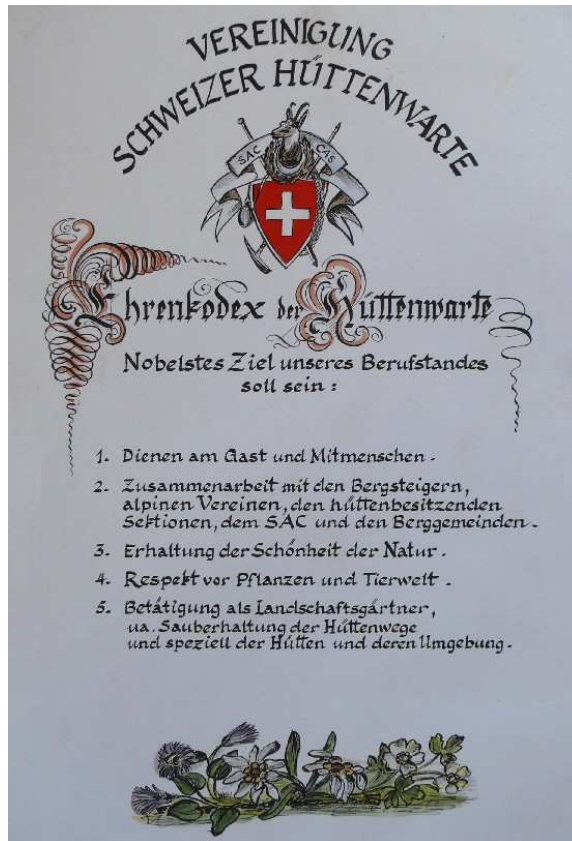 VEREINIGUNG
SCHWEIZER HÜTTENWARTE
SAC CAS
Ehrenkodex der Hüttenwarte
Nobelstes Ziel unseres Berufstandes
soll sein:
1. Dienen am Gast und Mitmenschen.
2. Zusammenarbeit mit den Bergsteigern,
alpinen Vereinen, den hüttenbesitzenden
Sektionen, dem SAC und den Berggemeinden.
3. Erhaltung der Schönheit der Natur.
4. Respekt vor Pflanzen und Tierwelt.
5. Betätigung als Landschaftsgärtner,
ua. Sauberhaltung der Hüttenwege
und speziell der Hütten und deren Umgebung.